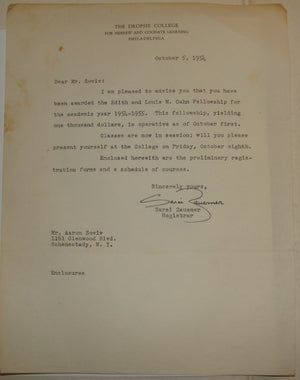 THE DROPSIE COLLEGE
FOR HEBREW AND COGNATE LEARNING
PHILADELPHIA
October 5, 1954
Dear Mr. Zowis:
I am pleased to advise you that you have
been awarded the Edith and Louis W. Cahn Fellowship for
the academic year 1954-1955. This fellowship, yielding
one thousand dollars, is operative as of October first.
Classes are now in session; will you please
present yourself at the College on Friday, October eighth.
Enclosed herewith are the preliminary regis-
tration forms and a schedule of courses.
Sincerely yours,
Registrar
Mr. Aaron Zowis
1151 Glenwood Blvd.
Schenectady, N. Y.
Enclosures